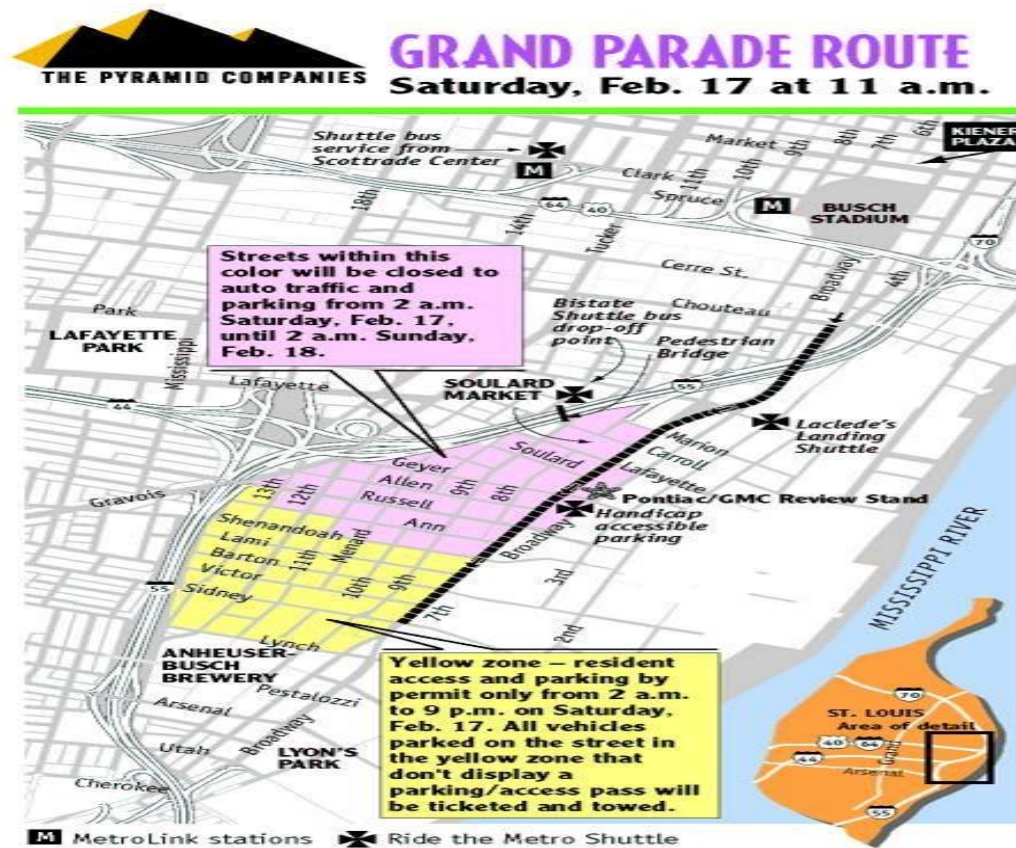 THE PYRAMID COMPANIES
GRAND PARADE ROUTE
Saturday, Feb. 17 at 11 a.m.
Shuttle bus
service from
Scottrade Center
M
Market
9th
8th
7th
6th
KIENER
PLAZA
Clark
11th
10th
Spruce
M
BUSCH
STADIUM
18th
14th
64
40
Tucker
70
Broadway
4th
Cerre St.
Chouteau
Streets within this
color will be closed to
auto traffic and
parking from 2 a.m.
Saturday, Feb. 17,
until 2 a.m. Sunday,
Feb. 18.
Bistate
Shuttle bus
drop-off
point
Pedestrian
Bridge
Park
LAFAYETTE
PARK
Mississippi
Lafayette
44
SOULARD
MARKET
55
Laclede's
Landing
Shuttle
Marion
Carroll
Lafayette
Soulard
Geyer
Allen
Russell
Ann
9th
8th
13th
12th
Gravois
Pontiac/GMC Review Stand
Handicap
accessible
parking
Broadway
Shenandoah
Lami
Barton
Victor
Sidney
11th
Menard
10th
9th
7th
3rd
2nd
55
Lynch
ANHEUSER-
BUSCH
BREWERY
Pestalozzi
Arsenal
Utah
Broadway
LYON'S
PARK
Cherokee
Yellow zone – resident
access and parking by
permit only from 2 a.m.
to 9 p.m. on Saturday,
Feb. 17. All vehicles
parked on the street in
the yellow zone that
don't display a
parking/access pass will
be ticketed and towed.
MISSISSIPPI RIVER
70
ST. LOUIS
Area of detail
40
64
44
Grand
Arsenal
55
M MetroLink stations
Ride the Metro Shuttle